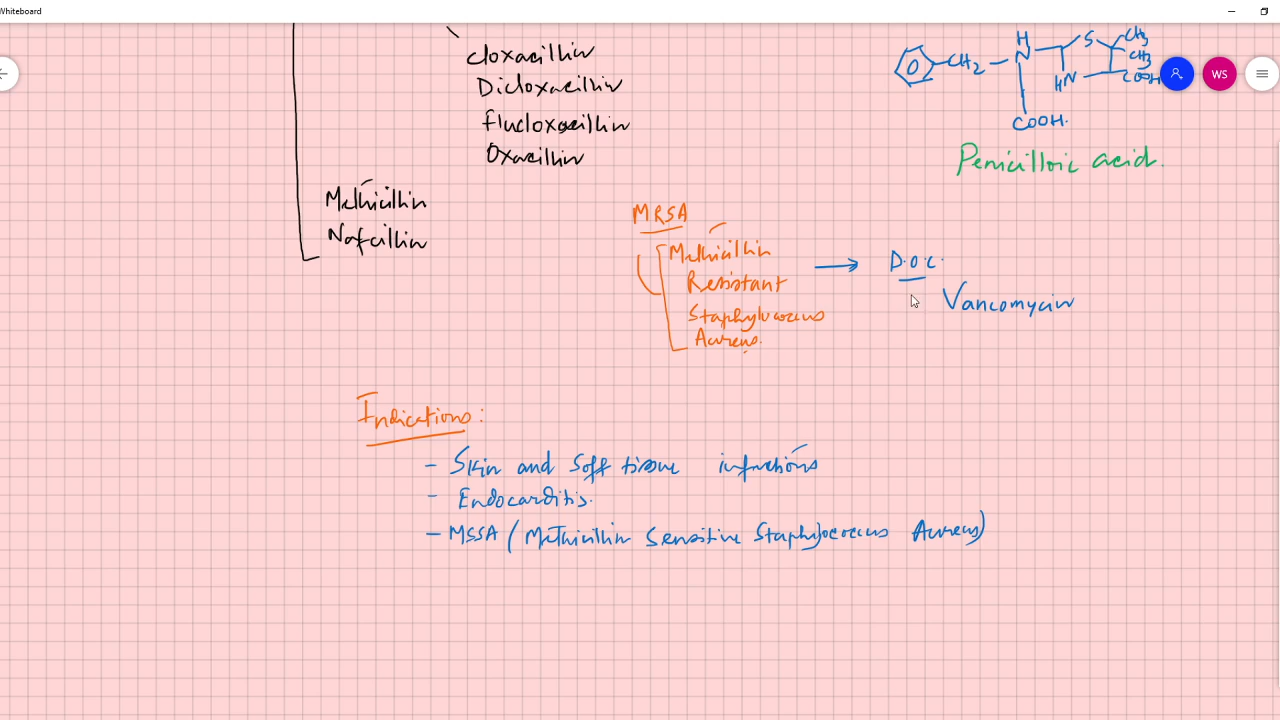 Whiteboard
WS
Cloxacillin
Dicloxacillin
Flucloxacillin
Oxacillin
Methicillin
Nafcillin
CH2
H
N
COOH.
S
HN
CH3
CH3
COOH
Penicilloic acid.
MRSA
Methicillin
Resistant
Staphylococcus
Aureus.
D.O.C.
Vancomycin
Indications:
- Skin and Soft tissue infections
- Endocarditis.
- MSSA (Methicillin Sensitive Staphylococcus Aureus)